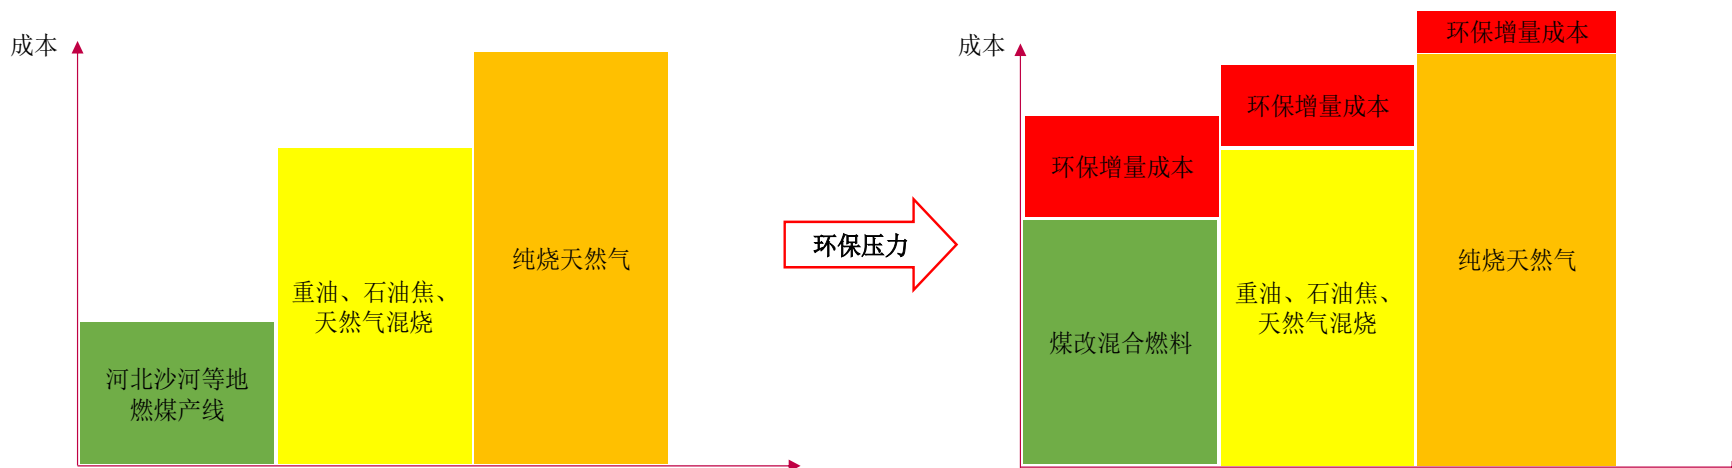 成本
纯烧天然气
重油、石油焦、
天然气混烧
河北沙河等地
燃煤产线
环保压力
成本
环保增量成本
环保增量成本
环保增量成本
纯烧天然气
重油、石油焦、
天然气混烧
煤改混合燃料